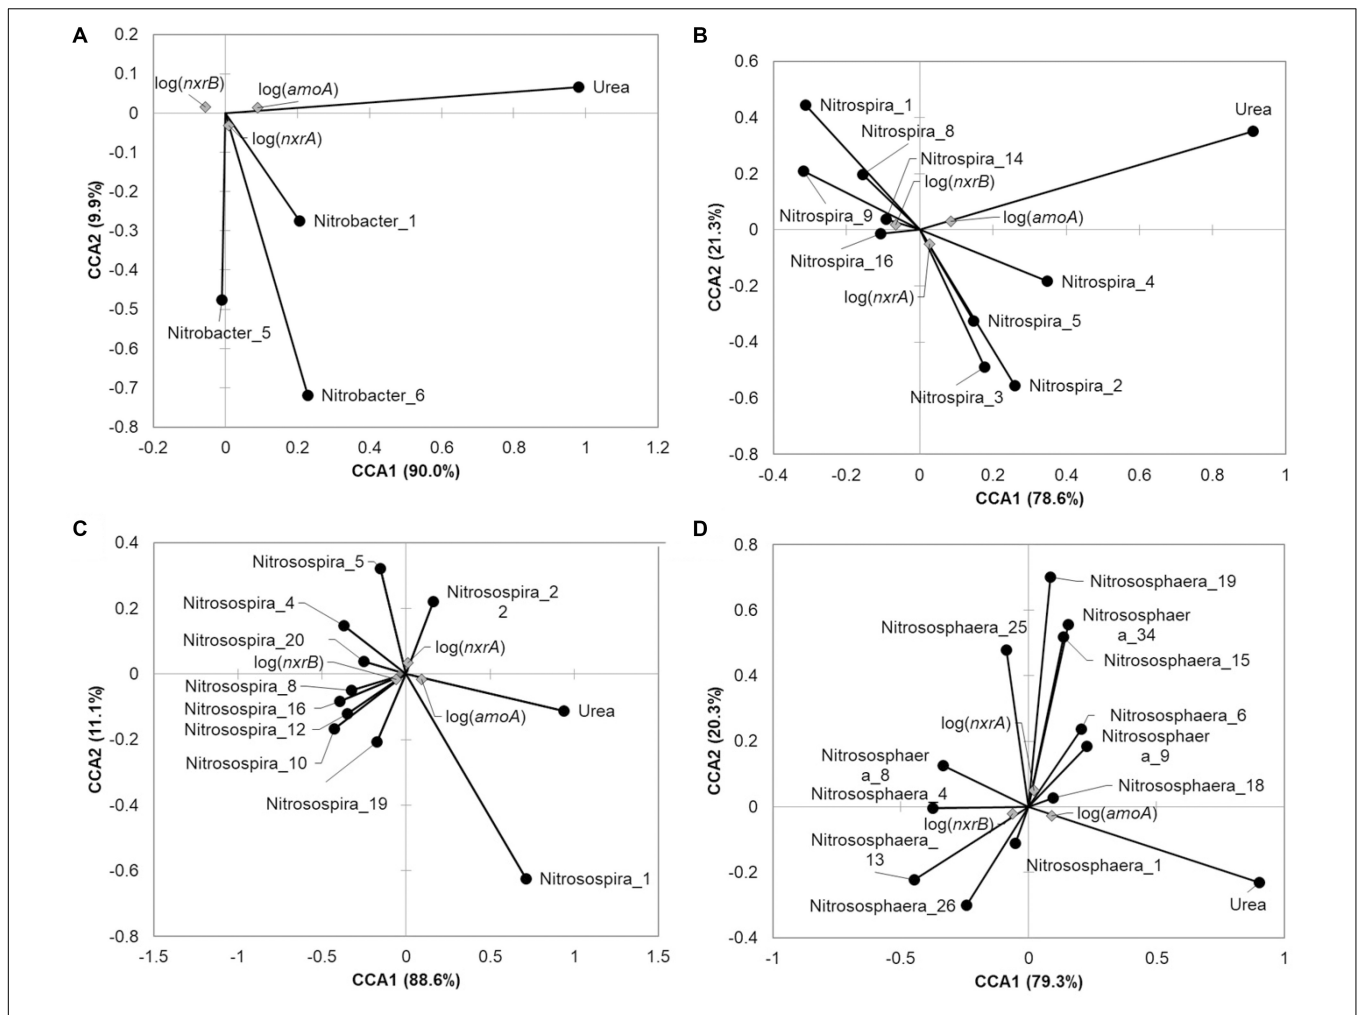 A
0.2
0.1
0
-0.1
-0.2
-0.3
-0.4
-0.5
-0.6
-0.7
-0.8
CCA2 (9.9%)
log(nxrB)
log(amoA)
Urea
log(nxrA)
Nitrobacter_1
Nitrobacter_5
Nitrobacter_6
-0.2 0 0.2 0.4 0.6 0.8 1 1.2
CCA1 (90.0%)
B
0.6
0.4
0.2
0
-0.2
-0.4
-0.6
-0.8
CCA2 (21.3%)
Nitrospira_1
Urea
Nitrospira_8
Nitrospira_14
log(nxrB)
Nitrospira_9
log(amoA)
Nitrospira_16
Nitrospira_4
log(nxrA)
Nitrospira_5
Nitrospira_2
Nitrospira_3
-0.4 -0.2 0 0.2 0.4 0.6 0.8 1
CCA1 (78.6%)
C
0.4
0.2
0
-0.2
-0.4
-0.6
-0.8
CCA2 (11.1%)
Nitrosospira_5
Nitrosospira_2
2
Nitrosospira_4
Nitrosospira_20
log(nxrA)
log(nxrB)
Nitrosospira_8
Nitrosospira_16
Urea
log(amoA)
Nitrosospira_12
Nitrosospira_10
Nitrosospira_19
Nitrosospira_1
-1.5 -1 -0.5 0 0.5 1 1.5
CCA1 (88.6%)
D
0.8
0.6
0.4
0.2
0
-0.2
-0.4
CCA2 (20.3%)
Nitrososphaera_19
Nitrososphaer
a_34
Nitrososphaera_25
Nitrososphaera_15
log(nxrA)
Nitrososphaera_6
Nitrososphaer
a_9
Nitrososphaer
a_8
Nitrososphaera_18
Nitrososphaera_4
log(nxrB)
log(amoA)
Nitrososphaera_
13
Nitrososphaera_1
Nitrososphaera_26
Urea
-1 -0.5 0 0.5 1
CCA1 (79.3%)